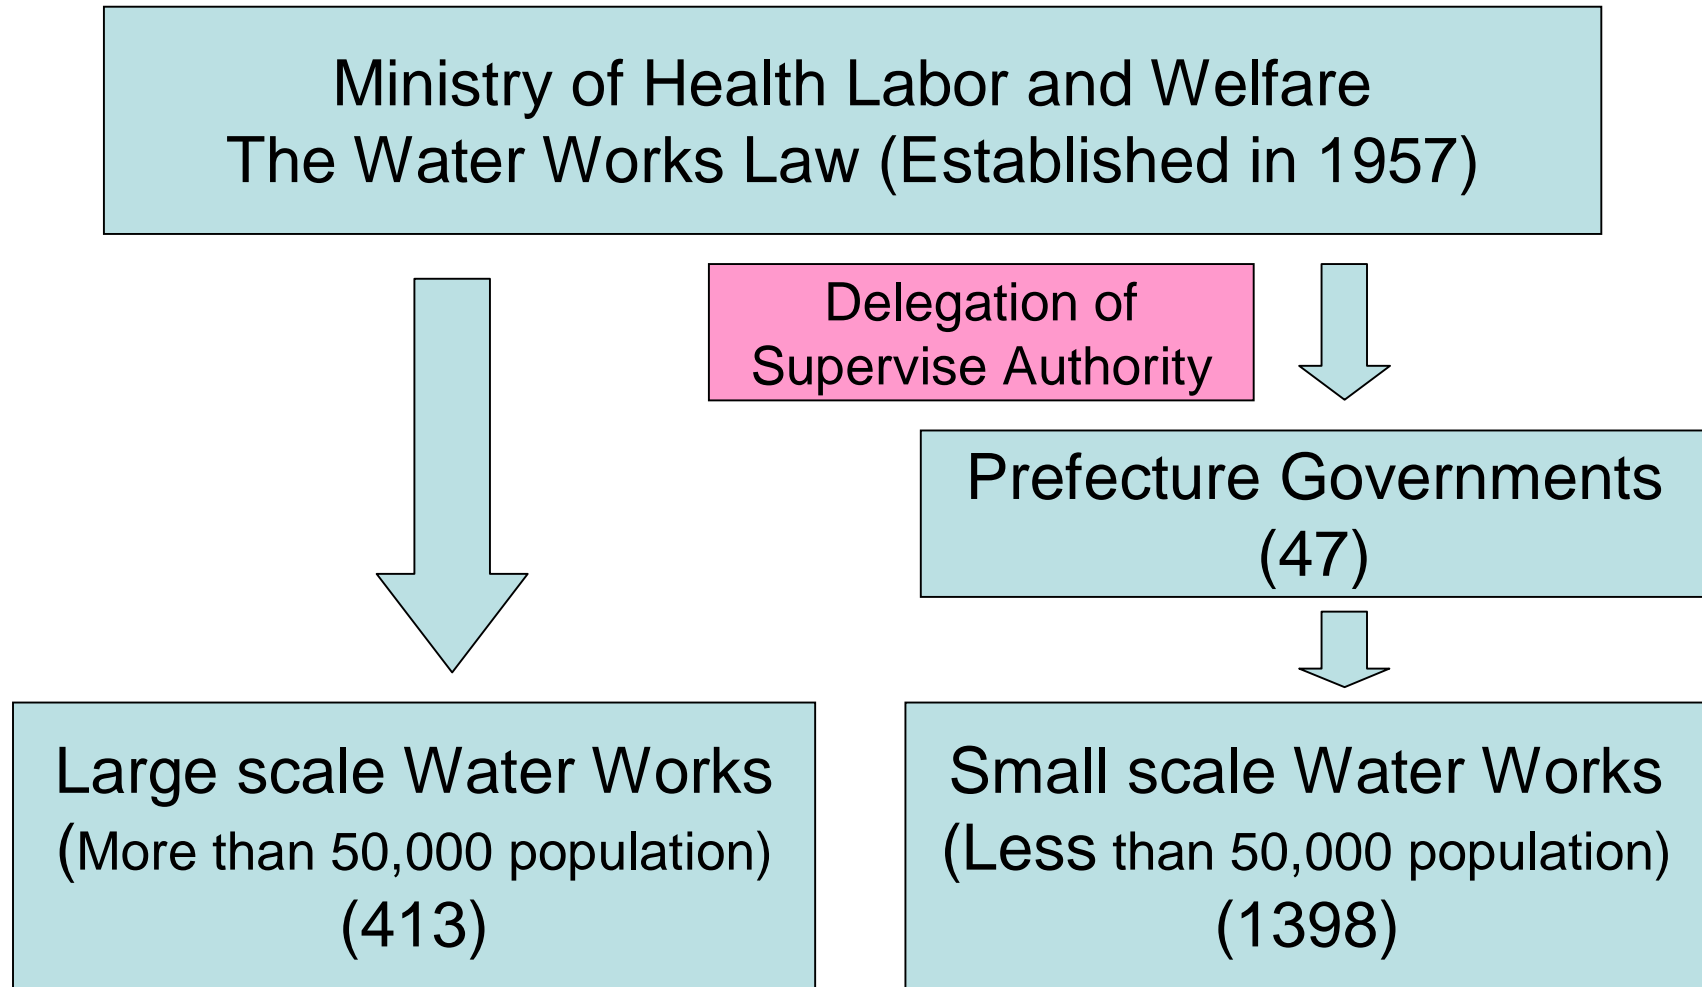 Ministry of Health Labor and Welfare
The Water Works Law (Established in 1957)
Delegation of
Supervise Authority
Prefecture Governments
(47)
Large scale Water Works
(More than 50,000 population)
(413)
Small scale Water Works
(Less than 50,000 population)
(1398)